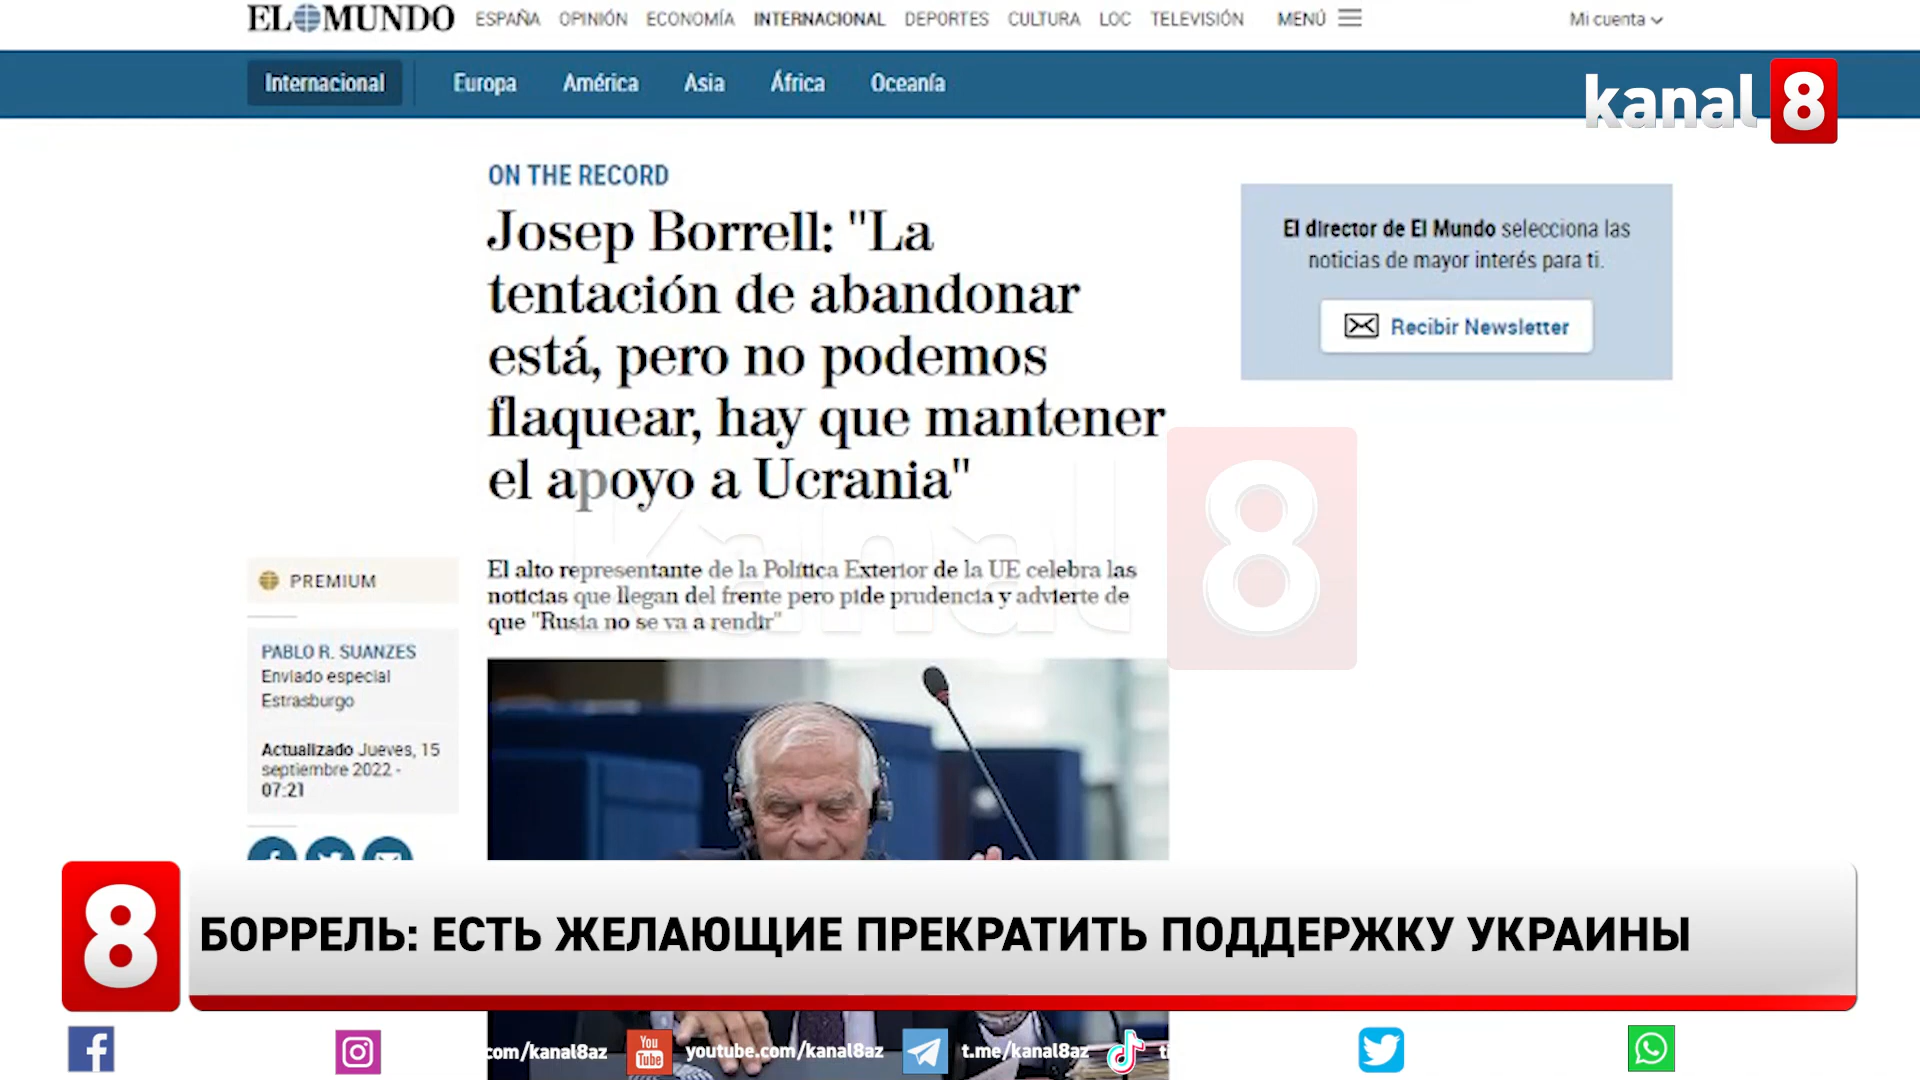 EL MUNDO ESPAÑA OPINIÓN ECONOMÍA INTERNACIONAL DEPORTES CULTURA LOC TELEVISIÓN MENÚ Mi cuenta
Internacional Europa América Asia África Oceanía
kanal 8
ON THE RECORD
Josep Borrell: "La
tentación de abandonar
está, pero no podemos
flaquear, hay que mantener
el apoyo a Ucrania"
El director de El Mundo selecciona las
noticias de mayor interés para ti.
Recibir Newsletter
kanal 8
El alto representante de la Política Exterior de la UE celebra las
noticias que llegan del frente pero pide prudencia y advierte de
que "Rusia no se va a rendir"
PREMIUM
PABLO R. SUANZES
Enviado especial
Estrasburgo
Actualizado Jueves, 15
septiembre 2022 -
07:21
8
БОРРЕЛЬ: ЕСТЬ ЖЕЛАЮЩИЕ ПРЕКРАТИТЬ ПОДДЕРЖКУ УКРАИНЫ
com/kanal8az You Tube youtube.com/kanal8az t.me/kanal8az